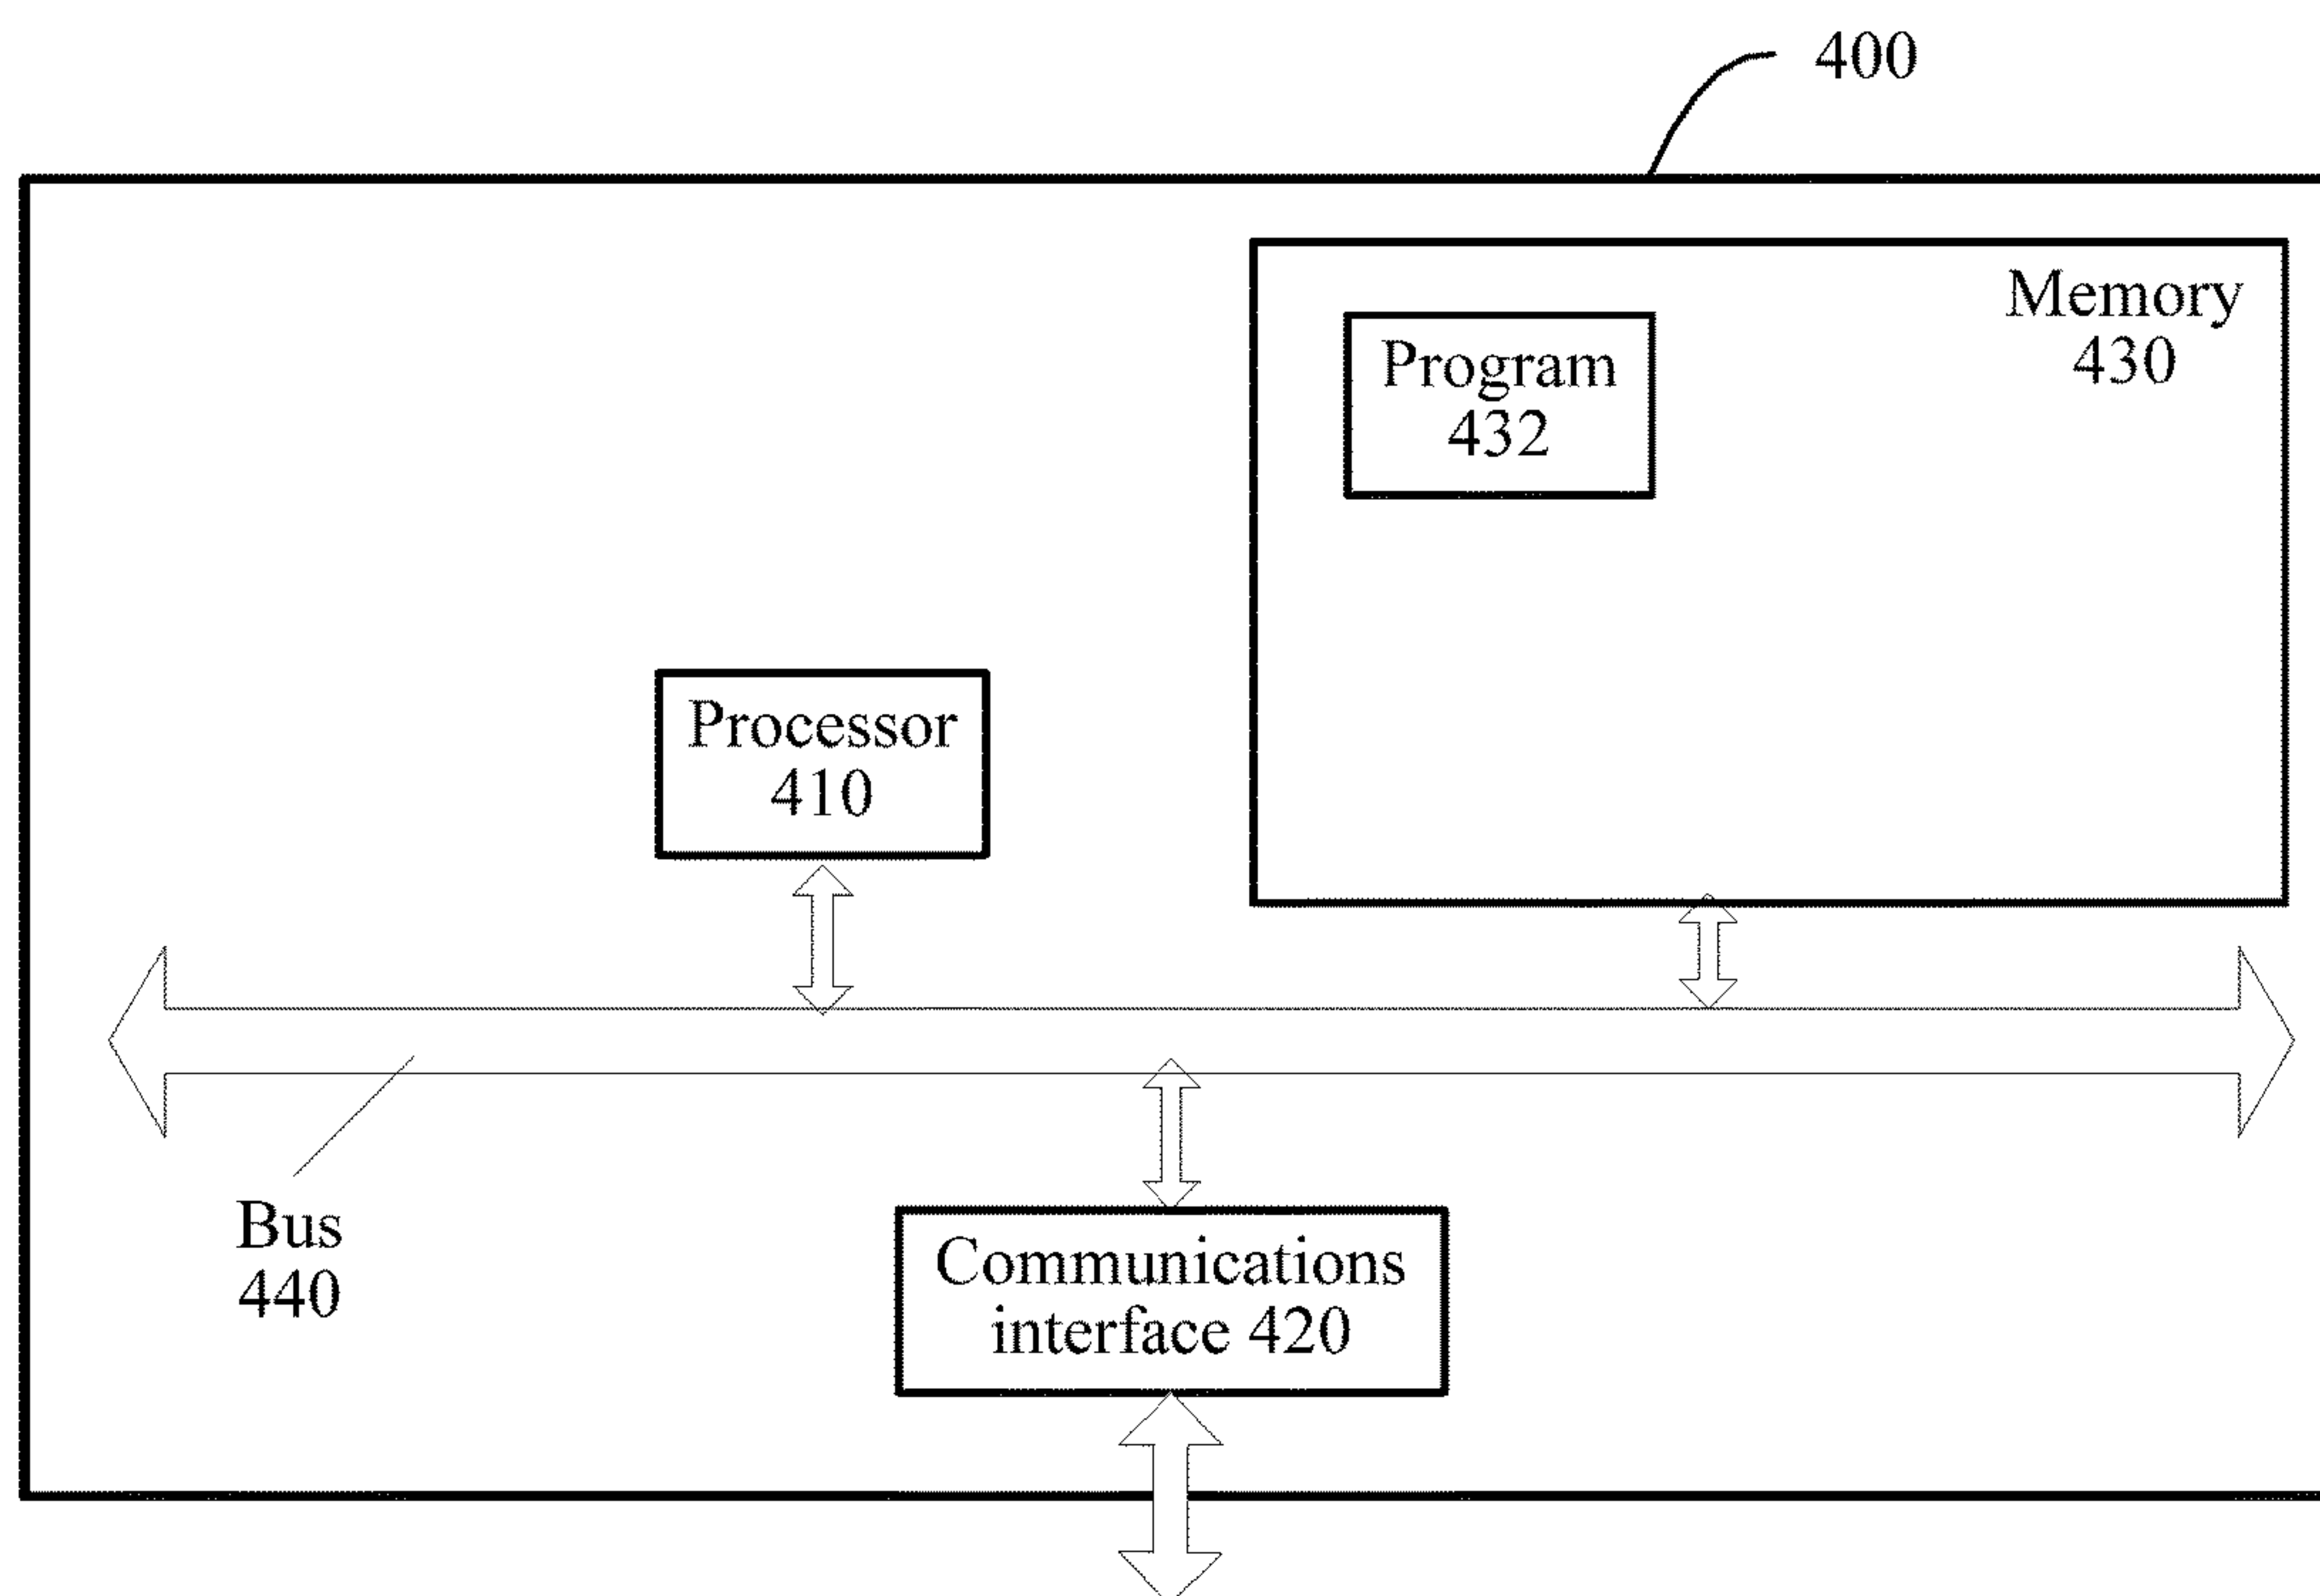 400
Memory
430
Program
432
Processor
410
Bus
440
Communications
interface 420